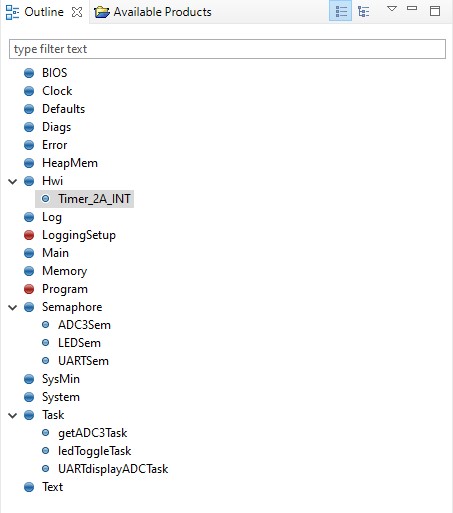 Outline Available Products
type filter text
BIOS
Clock
Defaults
Diags
Error
HeapMem
Hwi
Timer_2A_INT
Log
LoggingSetup
Main
Memory
Program
Semaphore
ADC3Sem
LEDSem
UARTSem
SysMin
System
Task
getADC3Task
ledToggleTask
UARTdisplayADCTask
Text